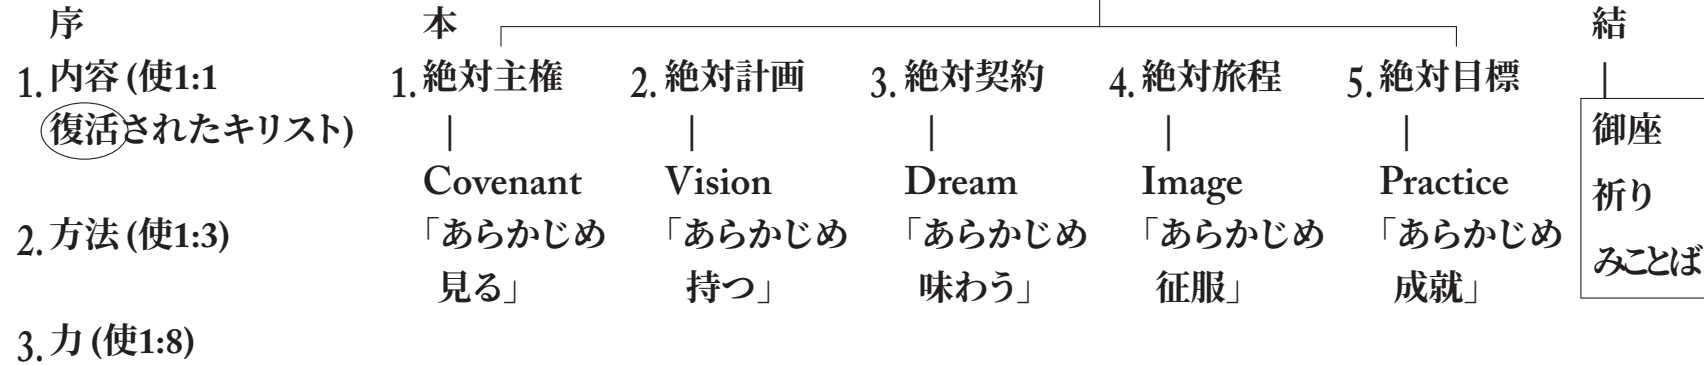 序
1. 内容 (使1:1
復活されたキリスト)
2. 方法 (使1:3)
3. 力 (使1:8)
本
1. 絶対主権
Covenant
「あらかじめ
見る」
2. 絶対計画
Vision
「あらかじめ
持つ」
3. 絶対契約
Dream
「あらかじめ
味わう」
4. 絶対旅程
Image
「あらかじめ
征服」
5. 絶対目標
Practice
「あらかじめ
成就」
結
御座
祈り
みことば